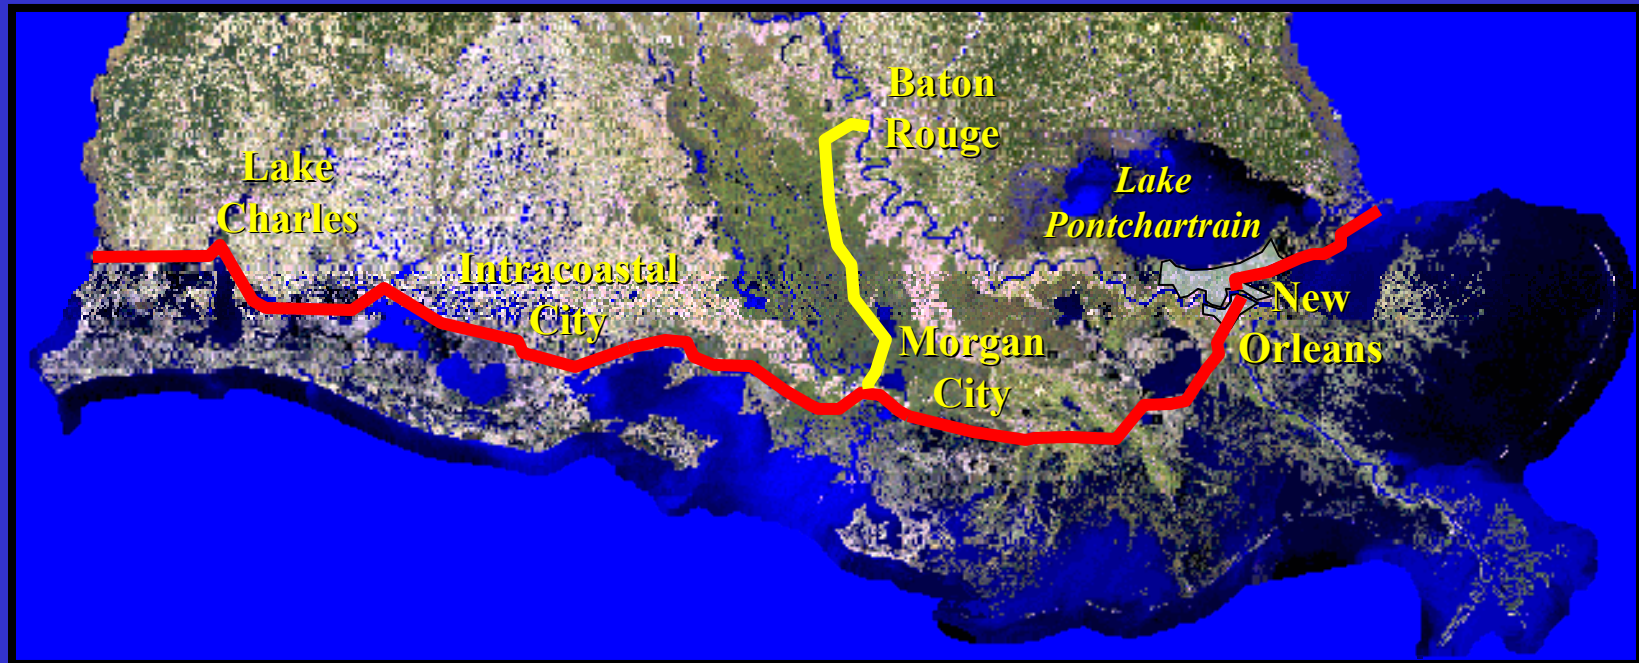 Baton
Rouge
Lake
Charles
Lake
Pontchartrain
Intracoastal
City
New
Orleans
Morgan
City